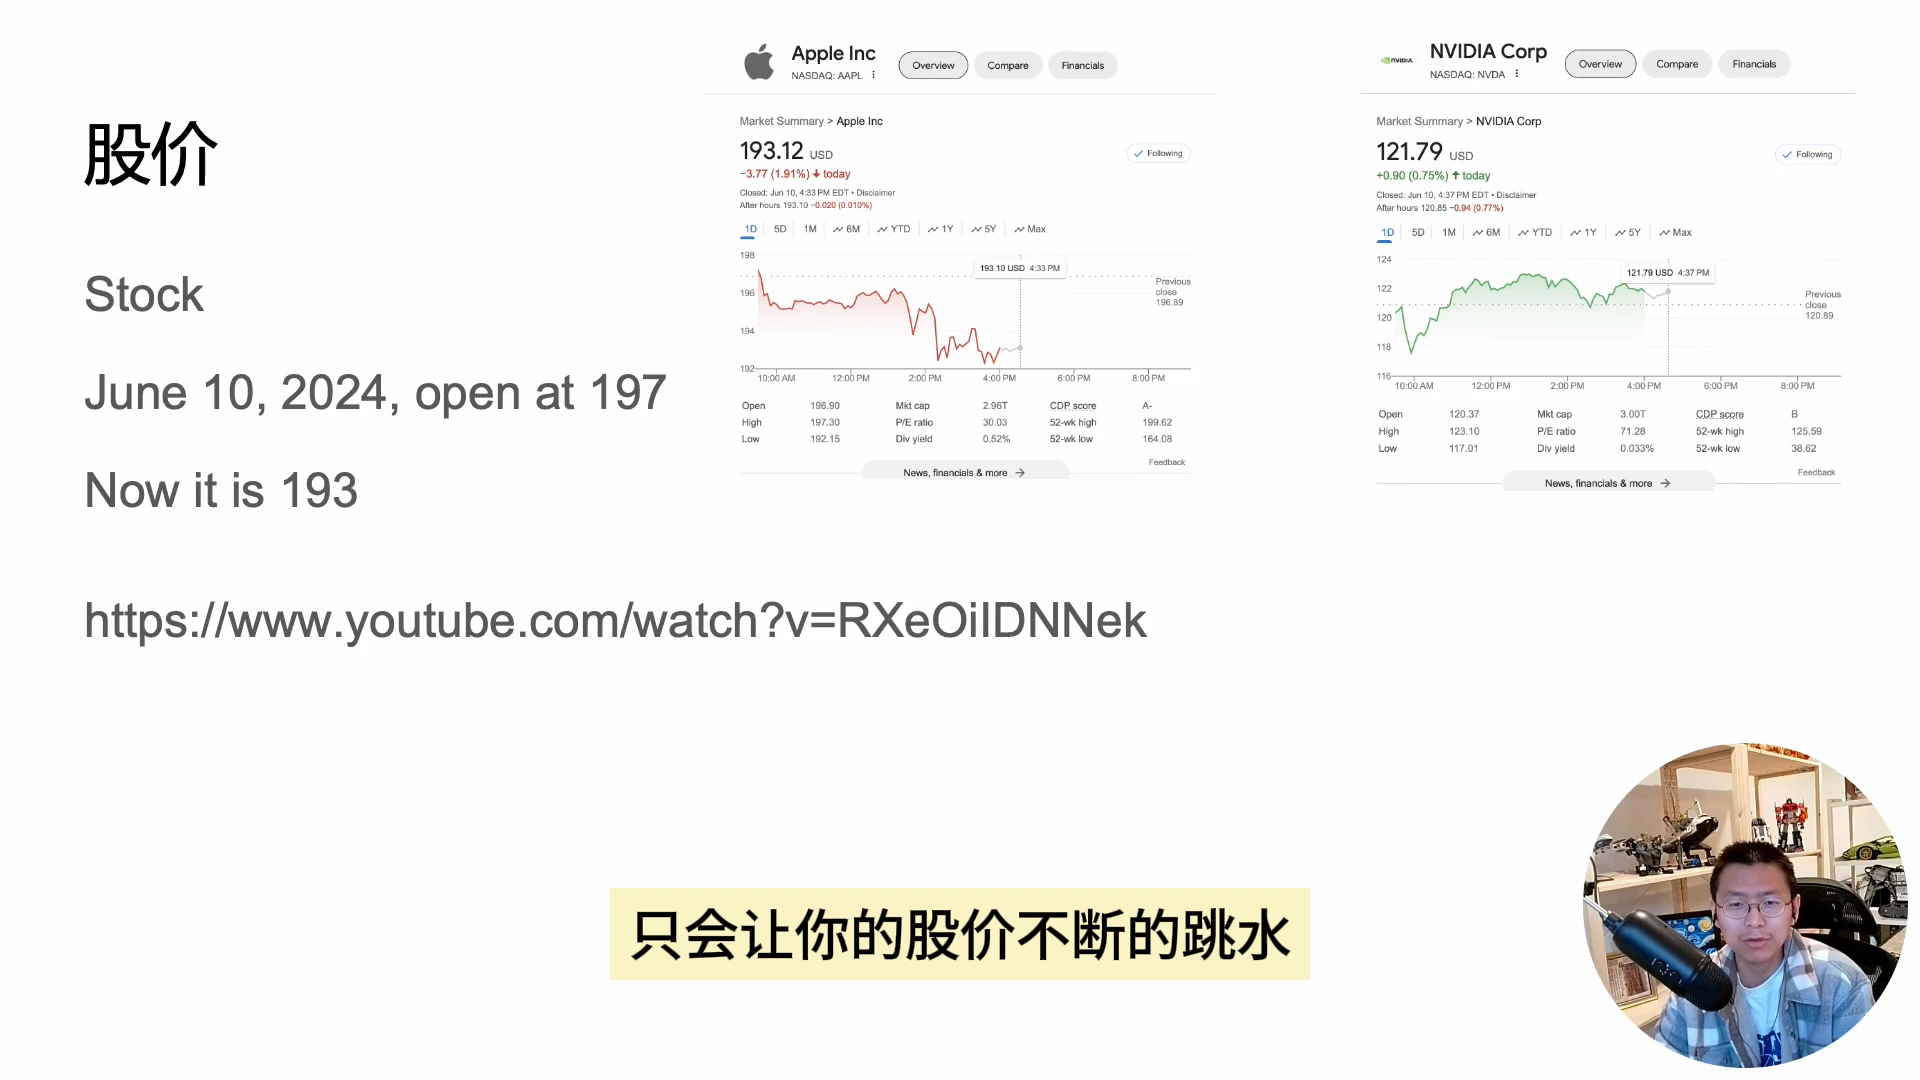 股价
Stock
June 10, 2024, open at 197
Now it is 193
https://www.youtube.com/watch?v=RXeOiIDNNek
Apple Inc
NASDAQ: AAPL
Overview
Compare
Financials
Market Summary > Apple Inc
193.12 USD
Following
−3.77 (1.91%) ↓ today
Closed: Jun 10, 4:33 PM EDT • Disclaimer
After hours 193.10 −0.020 (0.010%)
1D 5D 1M 6M YTD 1Y 5Y Max
193.10 USD 4:33 PM
198
196
194
192
Previous
close
196.89
10:00 AM 12:00 PM 2:00 PM 4:00 PM 6:00 PM 8:00 PM
Open 196.90 Mkt cap 2.96T CDP score A-
High 197.30 P/E ratio 30.03 52-wk high 199.62
Low 192.15 Div yield 0.52% 52-wk low 164.08
Feedback
News, financials & more →
NVIDIA
NVIDIA Corp
NASDAQ: NVDA
Overview
Compare
Financials
Market Summary > NVIDIA Corp
121.79 USD
Following
+0.90 (0.75%) ↑ today
Closed: Jun 10, 4:37 PM EDT • Disclaimer
After hours 120.85 −0.94 (0.77%)
1D 5D 1M 6M YTD 1Y 5Y Max
121.79 USD 4:37 PM
124
122
120
118
116
Previous
close
120.89
10:00 AM 12:00 PM 2:00 PM 4:00 PM 6:00 PM 8:00 PM
Open 120.37 Mkt cap 3.00T CDP score B
High 123.10 P/E ratio 71.28 52-wk high 125.59
Low 117.01 Div yield 0.033% 52-wk low 38.62
Feedback
News, financials & more →
只会让你的股价不断的跳水